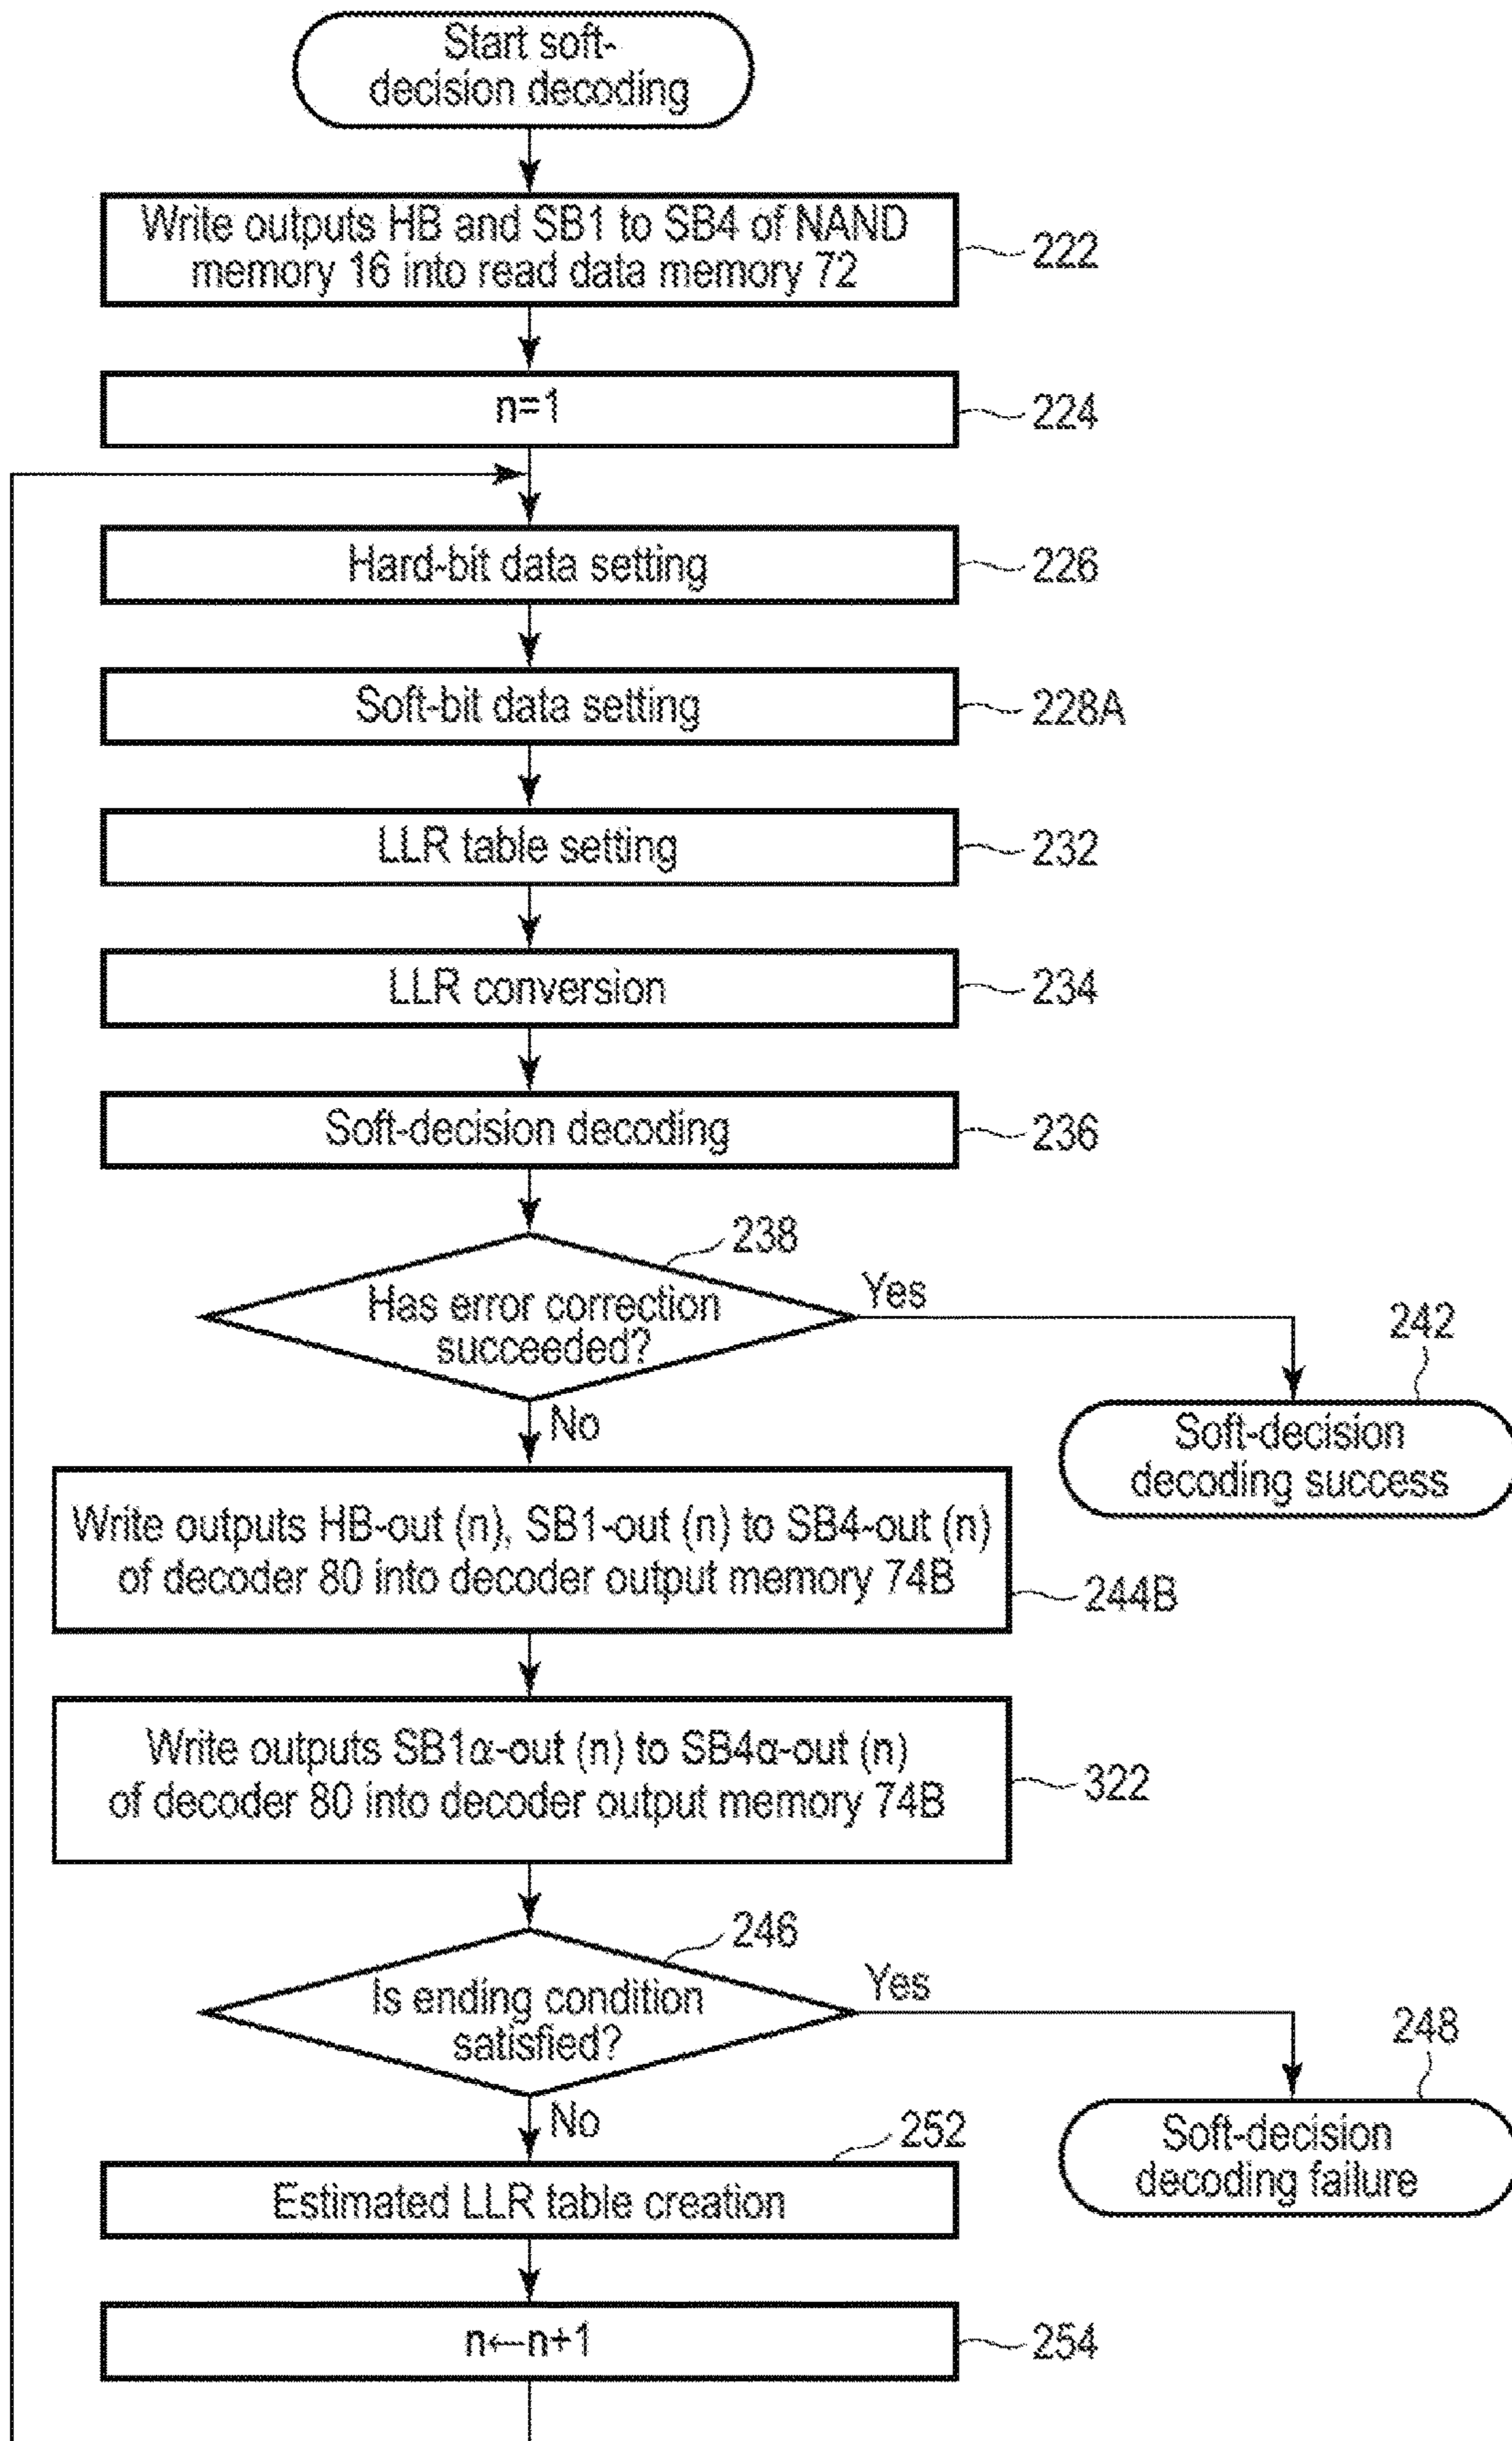 Start soft-
decision decoding
Write outputs HB and SB1 to SB4 of NAND
memory 16 into read data memory 72
222
n=1
224
Hard-bit data setting
226
Soft-bit data setting
228A
LLR table setting
232
LLR conversion
234
Soft-decision decoding
236
238
Has error correction
succeeded?
Yes
242
Soft-decision
decoding success
No
Write outputs HB-out (n), SB1-out (n) to SB4-out (n)
of decoder 80 into decoder output memory 74B
244B
Write outputs SB1α-out (n) to SB4α-out (n)
of decoder 80 into decoder output memory 74B
322
246
Is ending condition
satisfied?
Yes
248
Soft-decision
decoding failure
No
252
Estimated LLR table creation
n←n+1
254